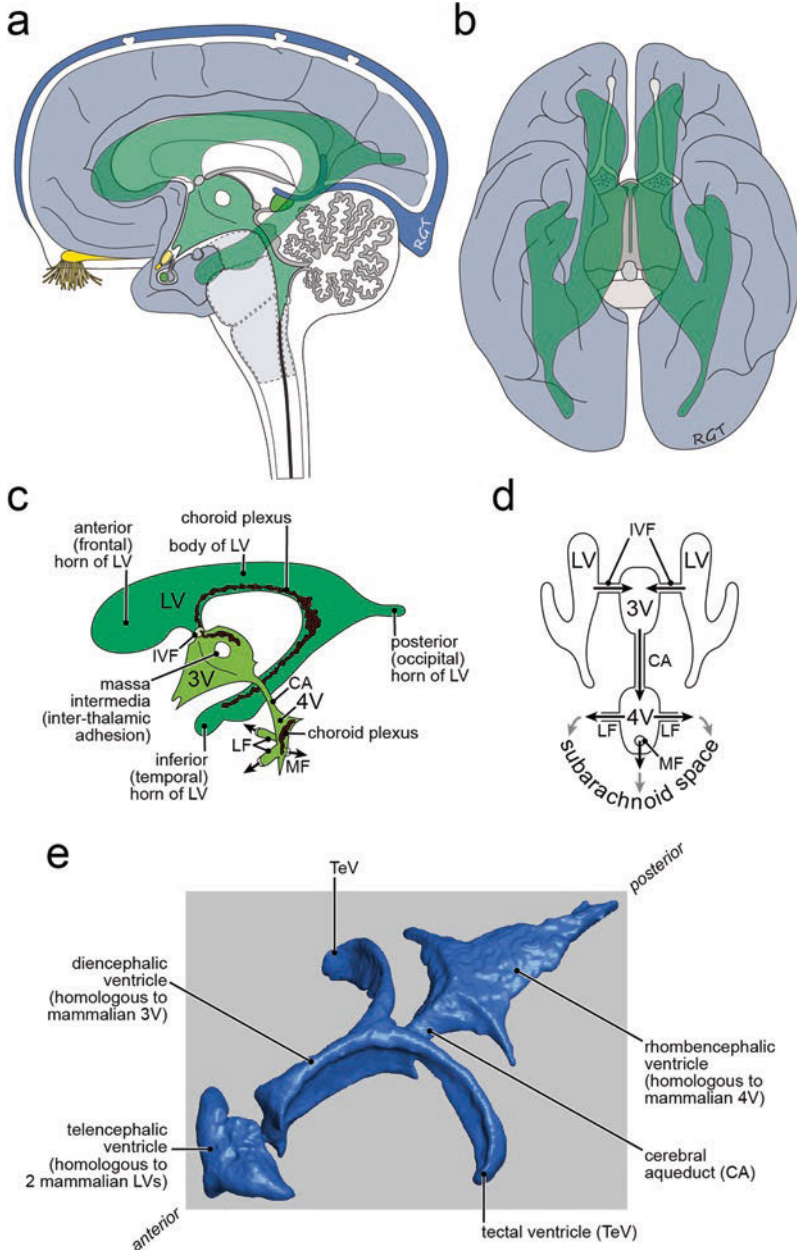 a
RGT
b
RGT
c
choroid plexus
anterior
(frontal)
horn of LV
body of LV
LV
IVF
3V
massa
intermedia
(inter-thalamic
adhesion)
CA
4V
posterior
(occipital)
horn of LV
choroid plexus
LF
MF
inferior
(temporal)
horn of LV
d
IVF
LV
LV
3V
CA
4V
LF
LF
MF
subarachnoid space
e
TeV
posterior
diencephalic
ventricle
(homologous to
mammalian 3V)
rhombencephalic
ventricle
(homologous to
mammalian 4V)
telencephalic
ventricle
(homologous to
2 mammalian LVs)
cerebral
aqueduct (CA)
anterior
tectal ventricle (TeV)